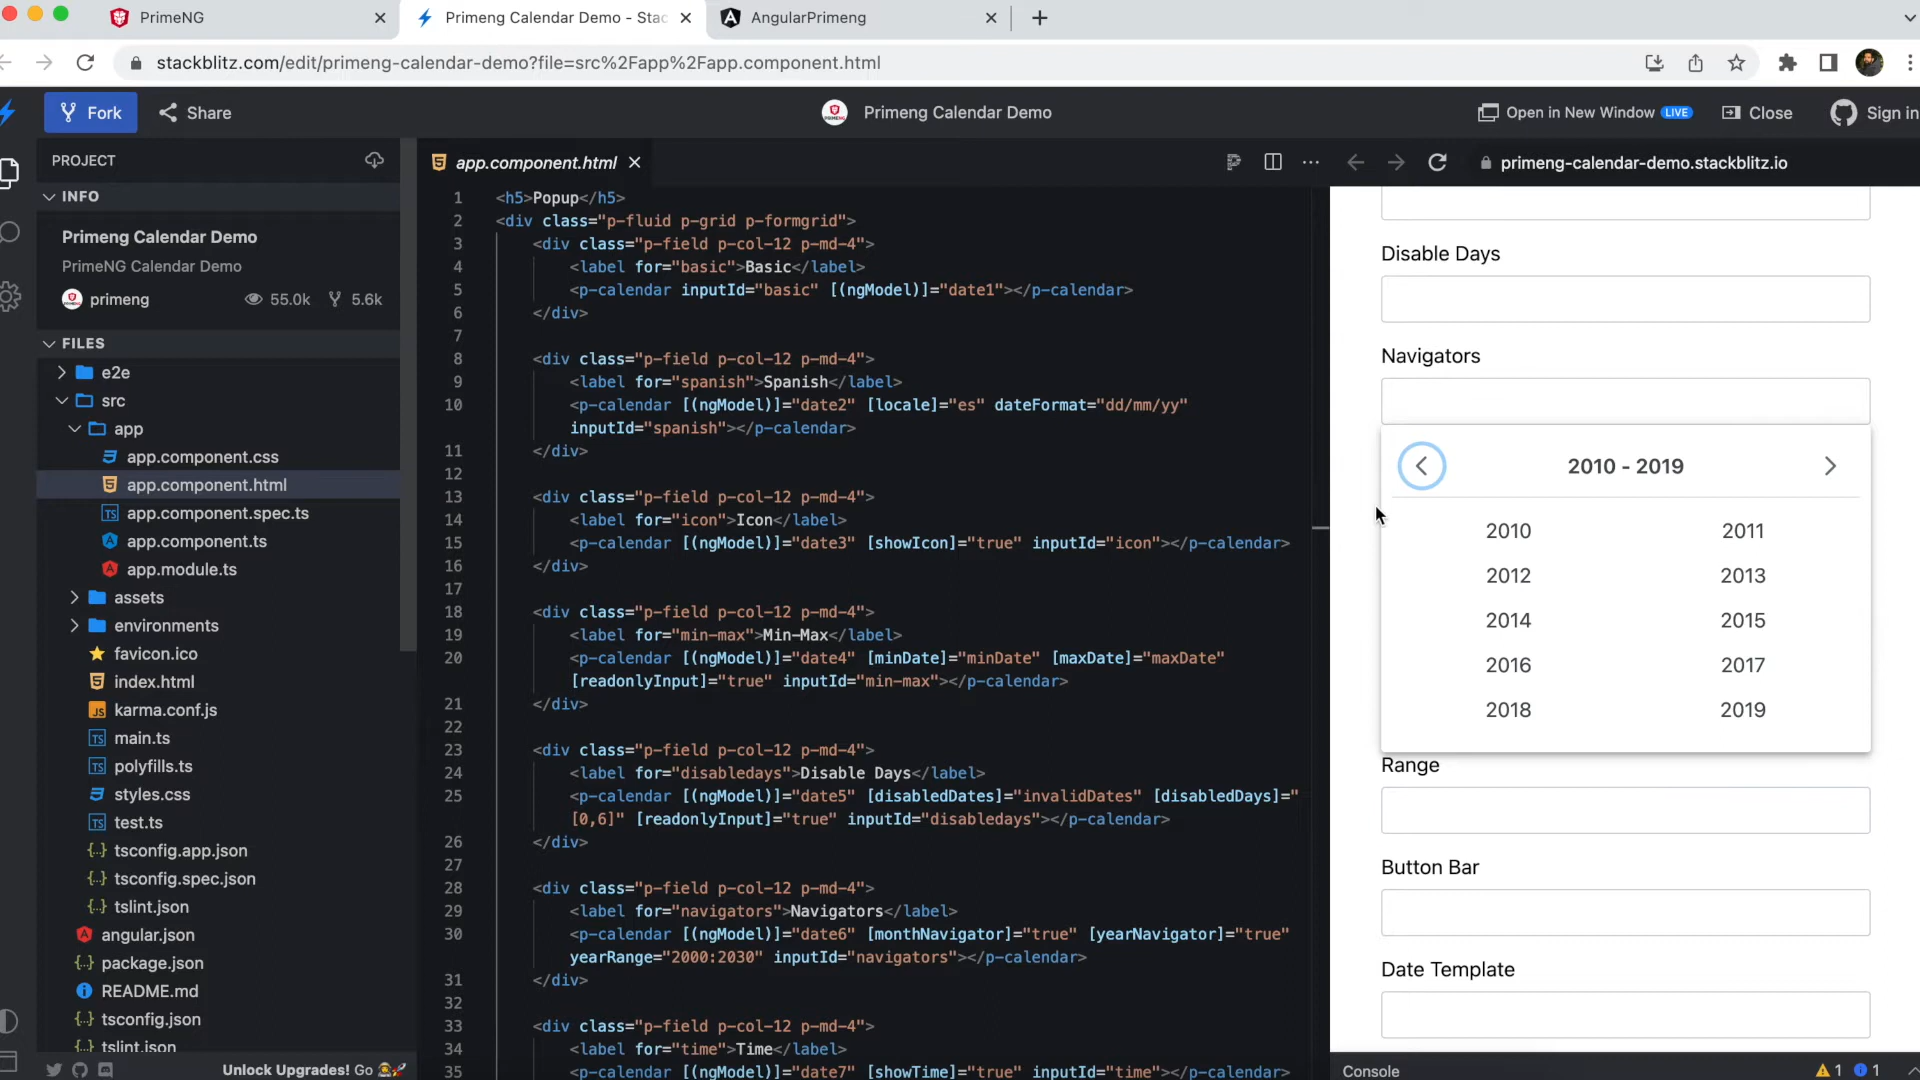 PrimeNG
Primeng Calendar Demo - Stac
AngularPrimeng
stackblitz.com/edit/primeng-calendar-demo?file=src%2Fapp%2Fapp.component.html
Fork
Share
Primeng Calendar Demo
Open in New Window LIVE
Close
Sign in
PROJECT
INFO
Primeng Calendar Demo
PrimeNG Calendar Demo
primeng 55.0k 5.6k
FILES
e2e
src
app
app.component.css
app.component.html
app.component.spec.ts
app.component.ts
app.module.ts
assets
environments
favicon.ico
index.html
karma.conf.js
main.ts
polyfills.ts
styles.css
test.ts
tsconfig.app.json
tsconfig.spec.json
tslint.json
angular.json
package.json
README.md
tsconfig.json
tslint.json
Unlock Upgrades! Go
app.component.html
1 <h5>Popup</h5>
2 <div class="p-fluid p-grid p-formgrid">
3 <div class="p-field p-col-12 p-md-4">
4 <label for="basic">Basic</label>
5 <p-calendar inputId="basic" [(ngModel)]="date1"></p-calendar>
6 </div>
7
8 <div class="p-field p-col-12 p-md-4">
9 <label for="spanish">Spanish</label>
10 <p-calendar [(ngModel)]="date2" [locale]="es" dateFormat="dd/mm/yy"
inputId="spanish"></p-calendar>
11 </div>
12
13 <div class="p-field p-col-12 p-md-4">
14 <label for="icon">Icon</label>
15 <p-calendar [(ngModel)]="date3" [showIcon]="true" inputId="icon"></p-calendar>
16 </div>
17
18 <div class="p-field p-col-12 p-md-4">
19 <label for="min-max">Min-Max</label>
20 <p-calendar [(ngModel)]="date4" [minDate]="minDate" [maxDate]="maxDate"
[readonlyInput]="true" inputId="min-max"></p-calendar>
21 </div>
22
23 <div class="p-field p-col-12 p-md-4">
24 <label for="disabledays">Disable Days</label>
25 <p-calendar [(ngModel)]="date5" [disabledDates]="invalidDates" [disabledDays]="
[0,6]" [readonlyInput]="true" inputId="disabledays"></p-calendar>
26 </div>
27
28 <div class="p-field p-col-12 p-md-4">
29 <label for="navigators">Navigators</label>
30 <p-calendar [(ngModel)]="date6" [monthNavigator]="true" [yearNavigator]="true"
yearRange="2000:2030" inputId="navigators"></p-calendar>
31 </div>
32
33 <div class="p-field p-col-12 p-md-4">
34 <label for="time">Time</label>
35 <p-calendar [(ngModel)]="date7" [showTime]="true" inputId="time"></p-calendar>
primeng-calendar-demo.stackblitz.io
Disable Days
Navigators
2010 - 2019
2010 2011
2012 2013
2014 2015
2016 2017
2018 2019
Range
Button Bar
Date Template
Console
1 1